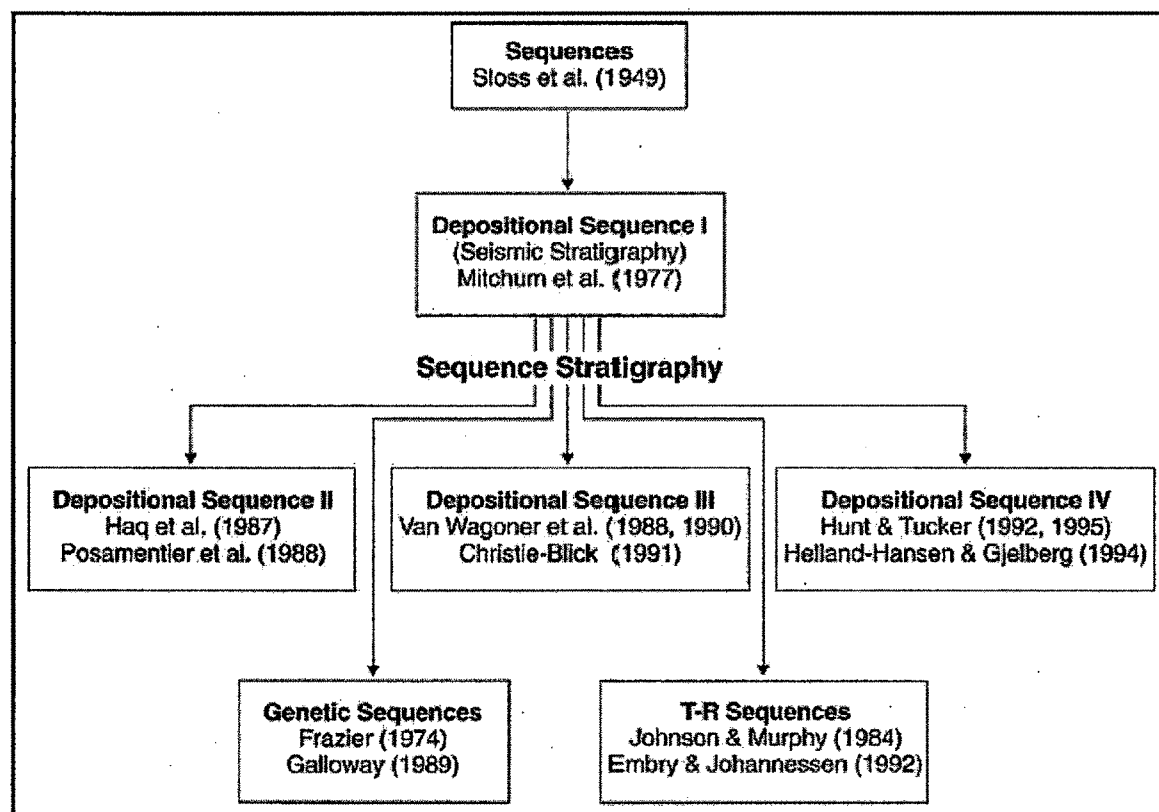 Sequences
Sloss et al. (1949)
Depositional Sequence I
(Seismic Stratigraphy)
Mitchum et al. (1977)
Sequence Stratigraphy
Depositional Sequence II
Haq et al. (1987)
Posamentier et al. (1988)
Depositional Sequence III
Van Wagoner et al. (1988, 1990)
Christie-Blick (1991)
Depositional Sequence IV
Hunt & Tucker (1992, 1995)
Helland-Hansen & Gjelberg (1994)
Genetic Sequences
Frazier (1974)
Galloway (1989)
T-R Sequences
Johnson & Murphy (1984)
Embry & Johannessen (1992)